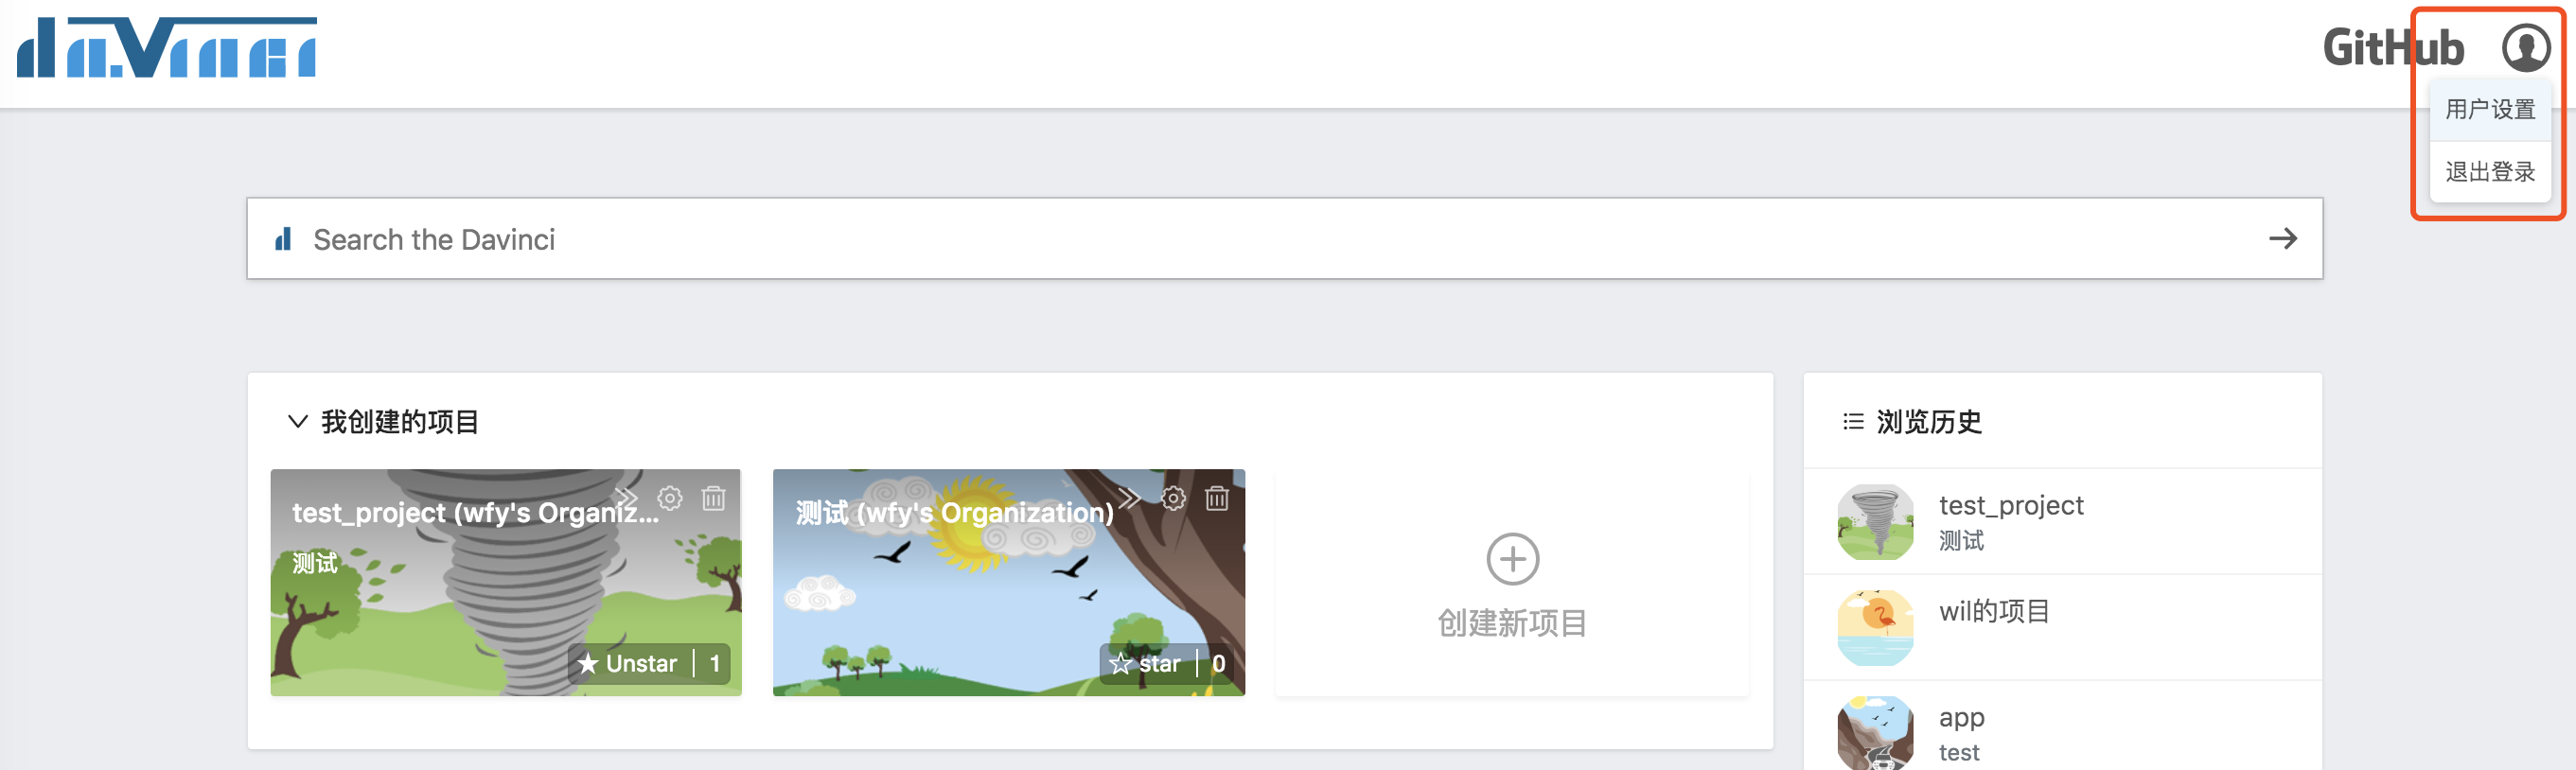 da.Vinci
GitHub
用户设置
退出登录
Search the Davinci
我创建的项目
test_project (wfy's Organiz...
测试
Unstar | 1
测试 (wfy's Organization)
star | 0
创建新项目
浏览历史
test_project
测试
wil的项目
app
test